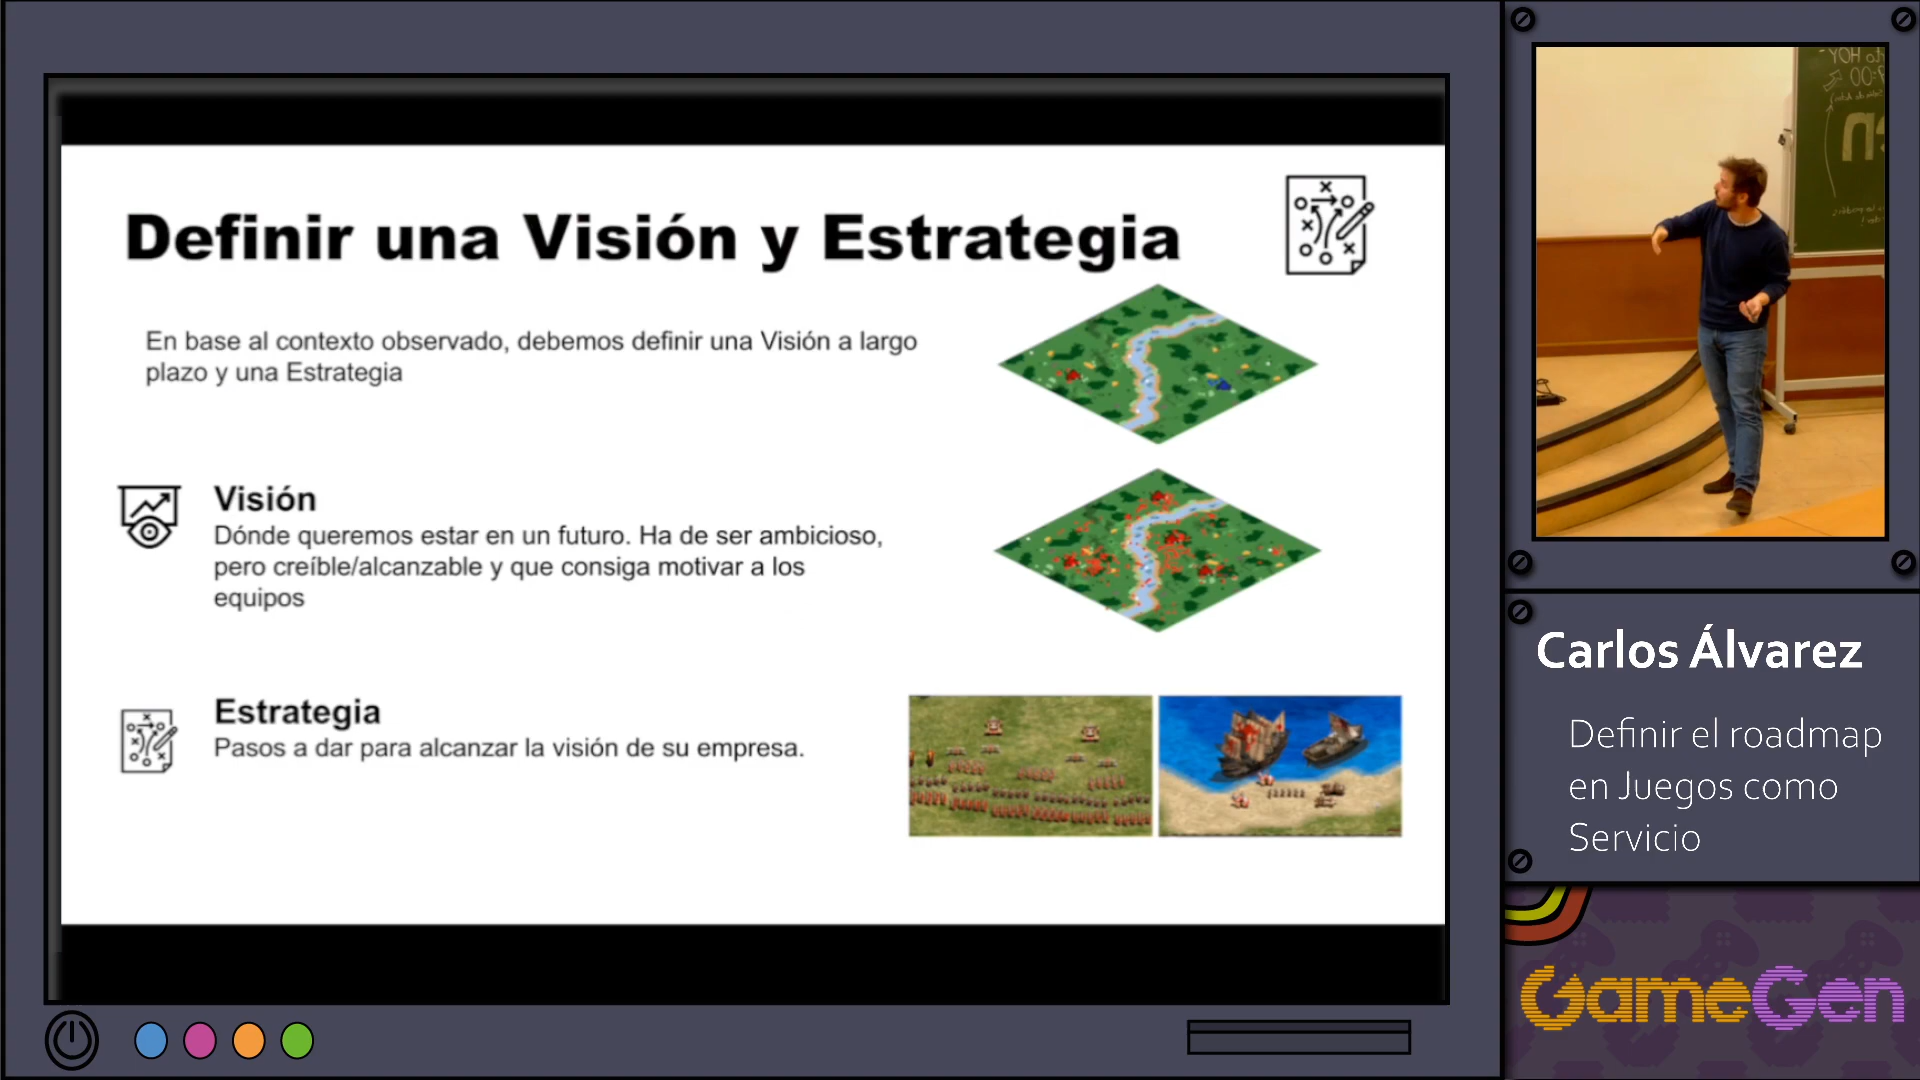 Definir una Visión y Estrategia
En base al contexto observado, debemos definir una Visión a largo
plazo y una Estrategia
Visión
Dónde queremos estar en un futuro. Ha de ser ambicioso,
pero creíble/alcanzable y que consiga motivar a los
equipos
Estrategia
Pasos a dar para alcanzar la visión de su empresa.
HOY
Carlos Álvarez
Definir el roadmap
en Juegos como
Servicio
GameGen